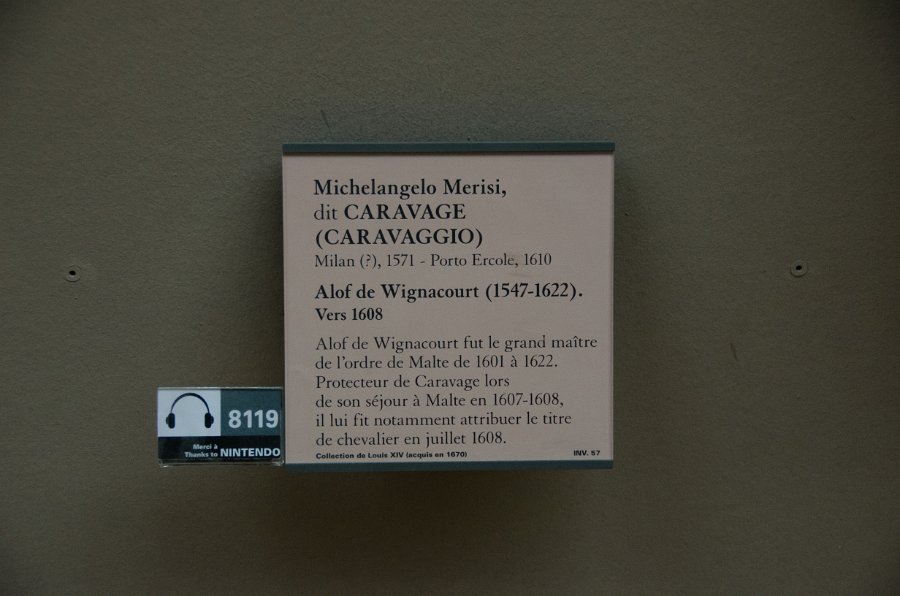 Michelangelo Merisi,
dit CARAVAGE
(CARAVAGGIO)
Milan (?), 1571 - Porto Ercole, 1610
Alof de Wignacourt (1547-1622).
Vers 1608
Alof de Wignacourt fut le grand maître
de l'ordre de Malte de 1601 à 1622.
Protecteur de Caravage lors
de son séjour à Malte en 1607-1608,
il lui fit notamment attribuer le titre
de chevalier en juillet 1608.
Collection de Louis XIV (acquis en 1670) INV. 57
8119
Merci à
Thanks to NINTENDO